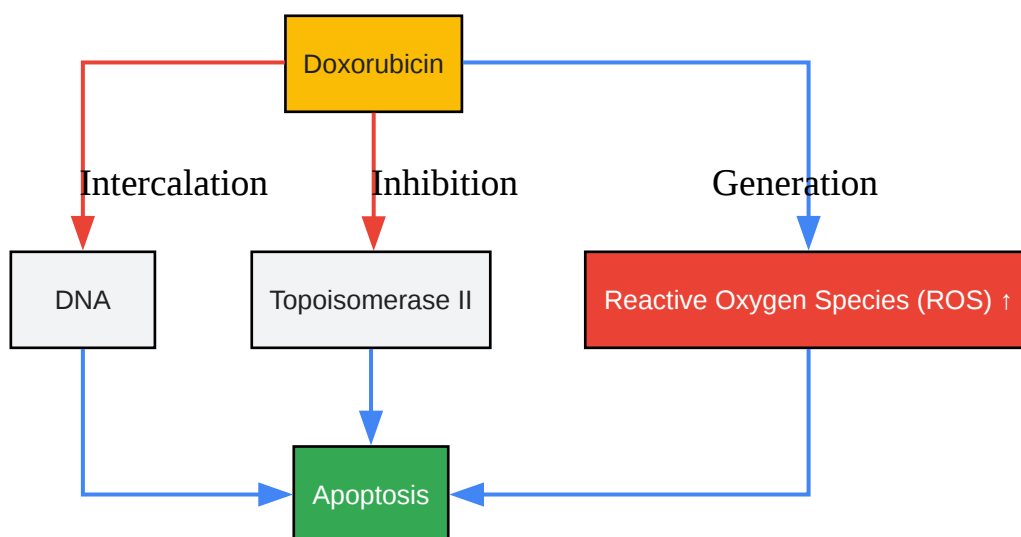 Doxorubicin
Intercalation
Inhibition
Generation
DNA
Topoisomerase II
Reactive Oxygen Species (ROS) ↑
Apoptosis